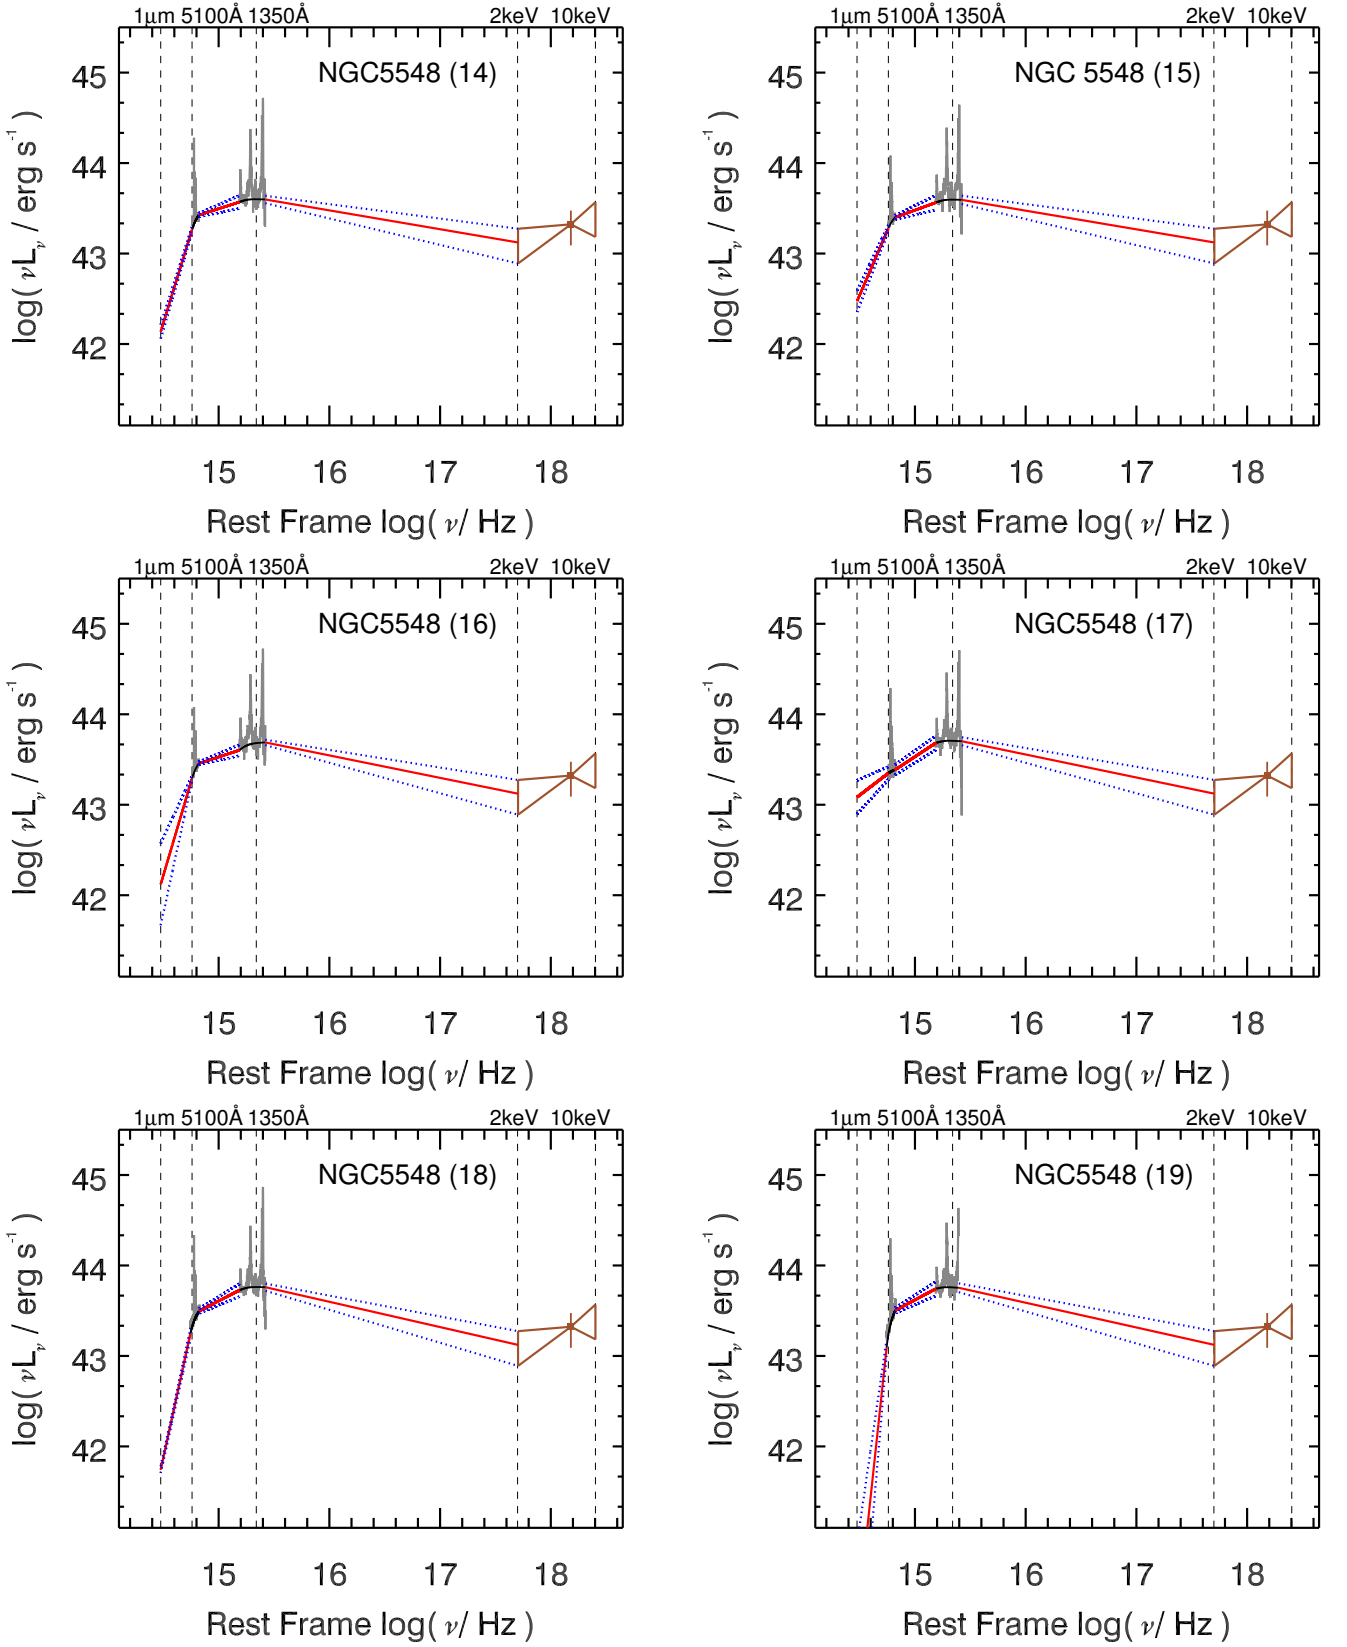 1μm 5100Å 1350Å 2keV 10keV
NGC5548 (14)
45
44
43
42
log( νLν / erg s-1 )
15 16 17 18
Rest Frame log( ν/ Hz )
1μm 5100Å 1350Å 2keV 10keV
NGC 5548 (15)
45
44
43
42
log( νLν / erg s-1 )
15 16 17 18
Rest Frame log( ν/ Hz )
1μm 5100Å 1350Å 2keV 10keV
NGC5548 (16)
45
44
43
42
log( νLν / erg s-1 )
15 16 17 18
Rest Frame log( ν/ Hz )
1μm 5100Å 1350Å 2keV 10keV
NGC5548 (17)
45
44
43
42
log( νLν / erg s-1 )
15 16 17 18
Rest Frame log( ν/ Hz )
1μm 5100Å 1350Å 2keV 10keV
NGC5548 (18)
45
44
43
42
log( νLν / erg s-1 )
15 16 17 18
Rest Frame log( ν/ Hz )
1μm 5100Å 1350Å 2keV 10keV
NGC5548 (19)
45
44
43
42
log( νLν / erg s-1 )
15 16 17 18
Rest Frame log( ν/ Hz )